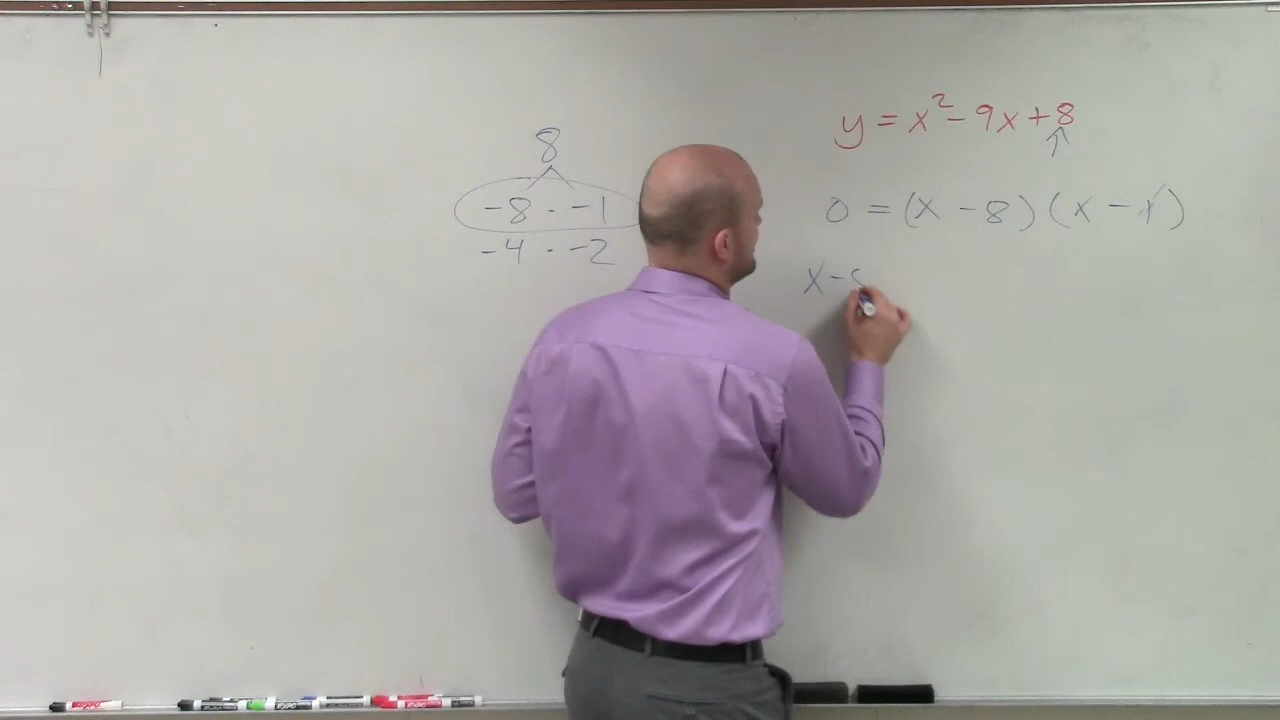 y = x² - 9x + 8
8
-8 · -1
-4 · -2
0 = (x - 8)(x - 1)
x -